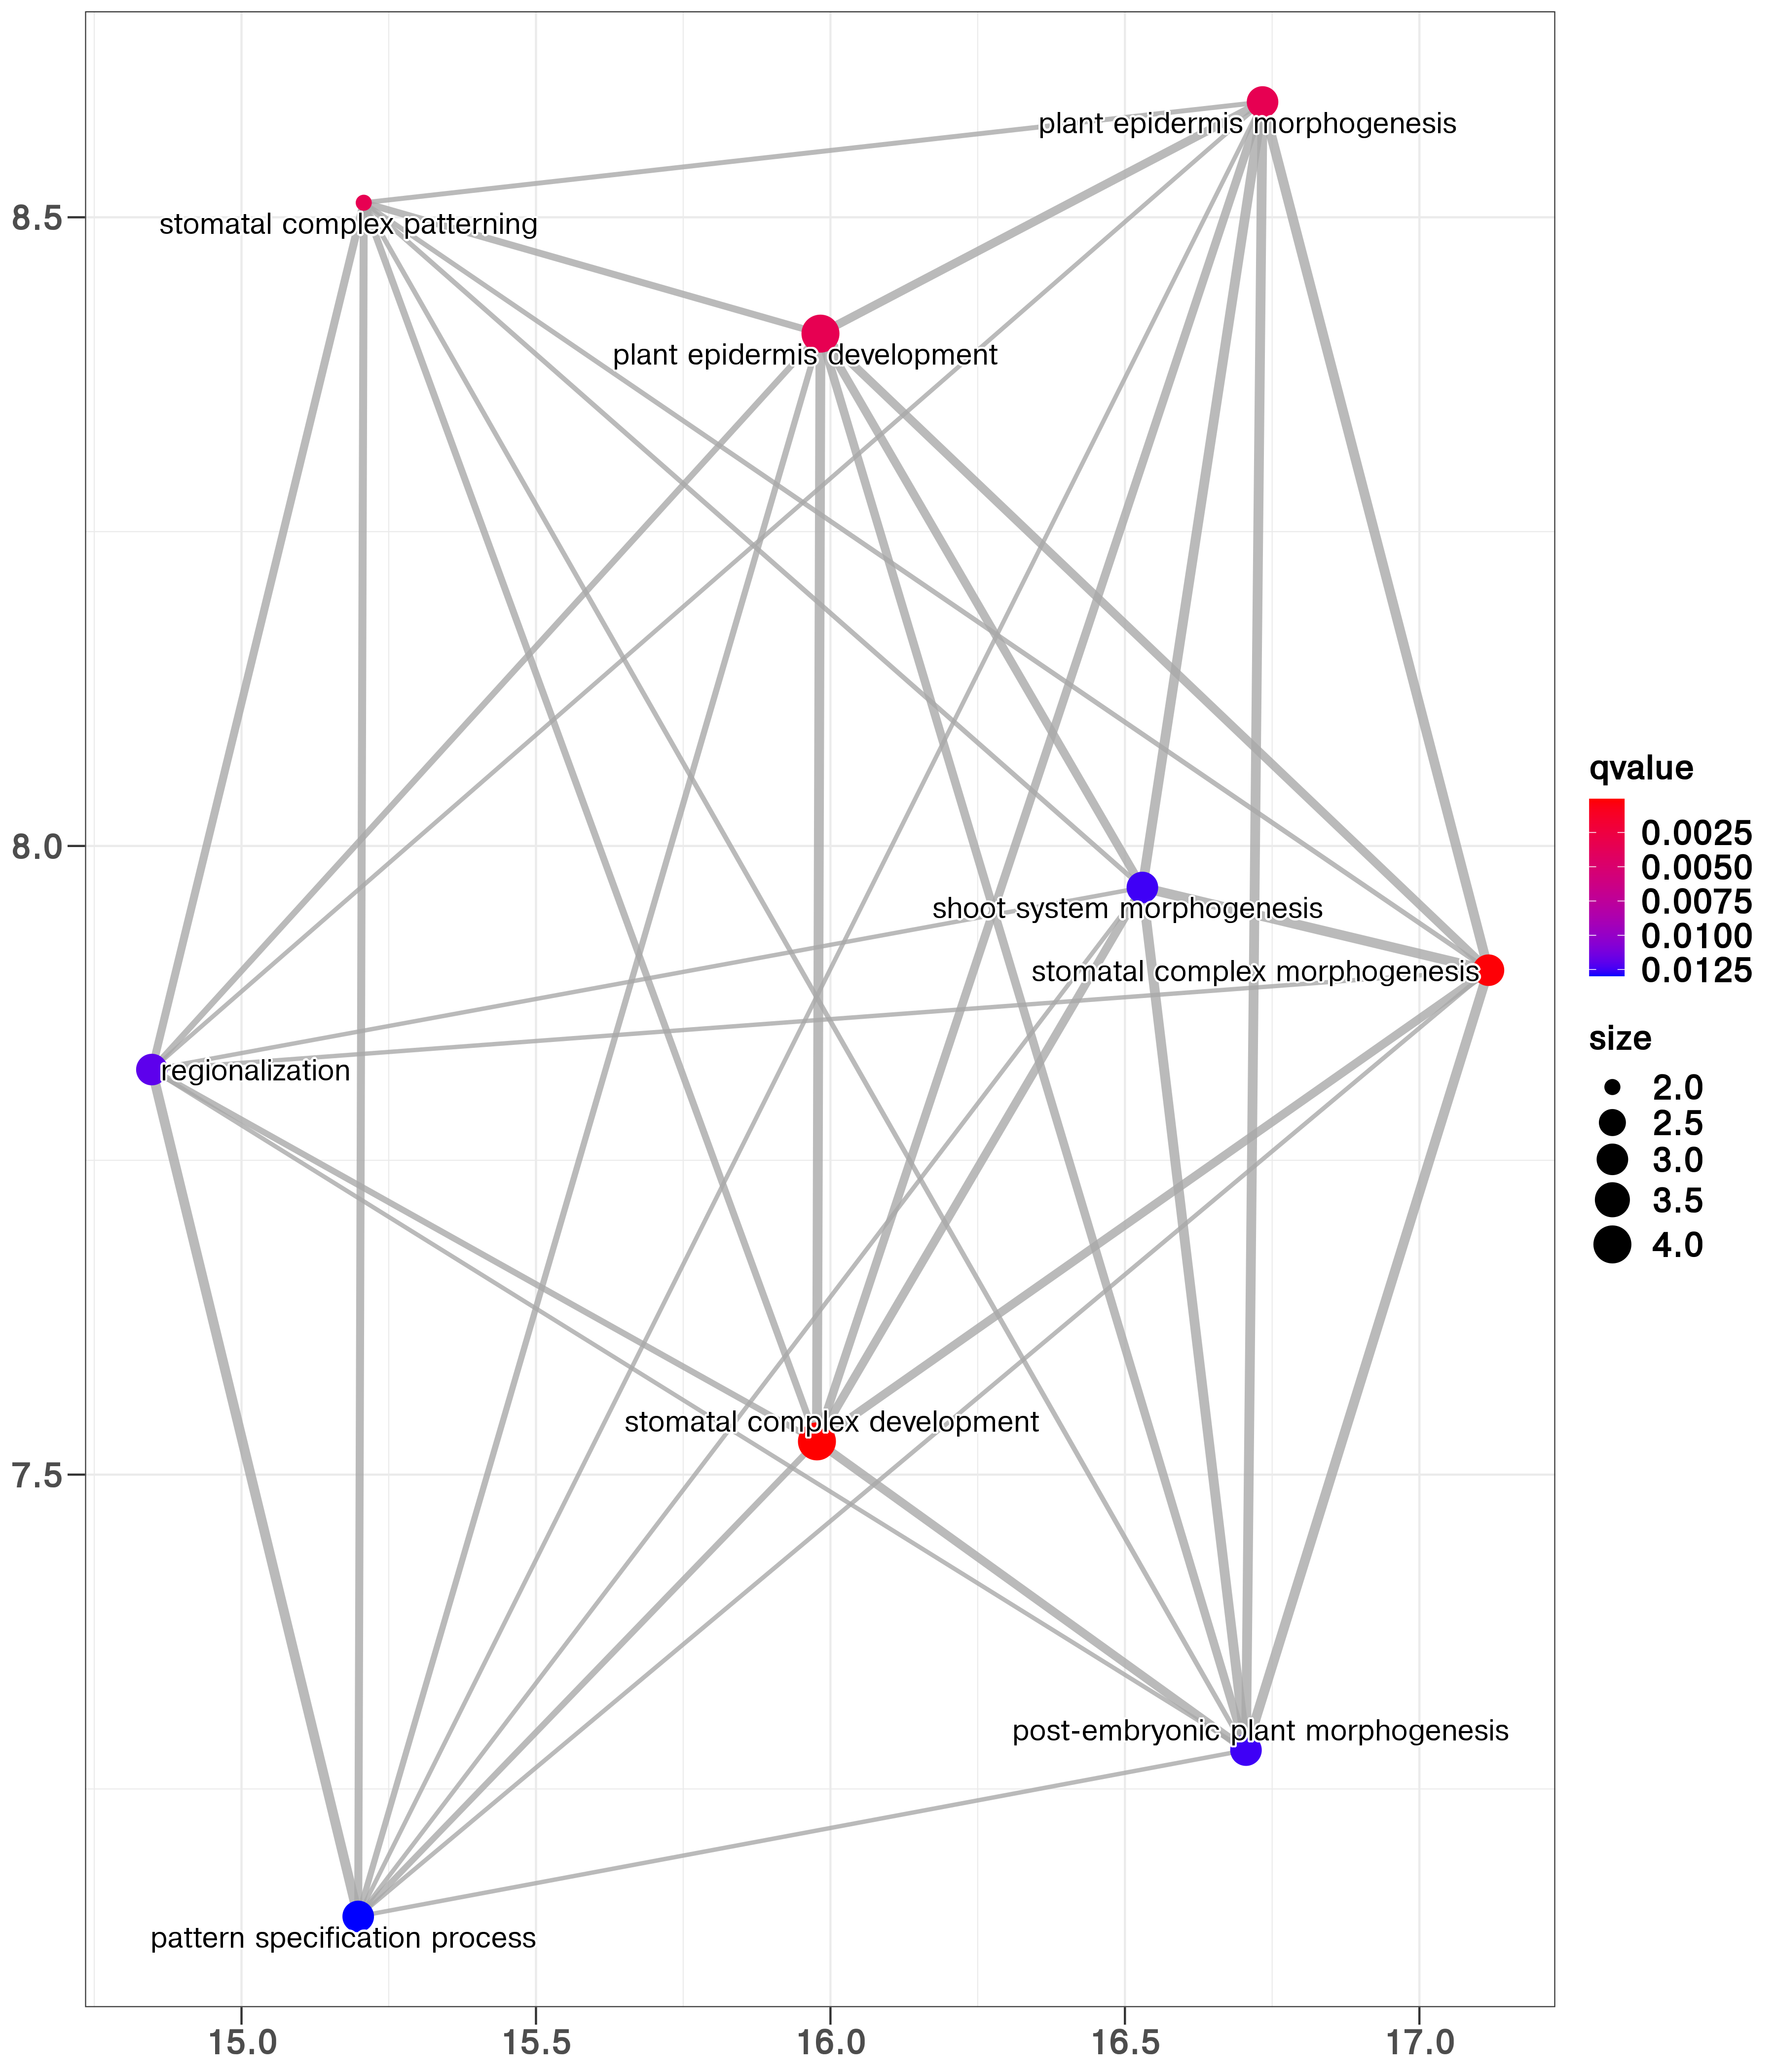 plant epidermis morphogenesis
stomatal complex patterning
8.5
plant epidermis development
8.0
shoot system morphogenesis
stomatal complex morphogenesis
regionalization
stomatal complex development
7.5
post-embryonic plant morphogenesis
pattern specification process
15.0 15.5 16.0 16.5 17.0
qvalue
0.0025
0.0050
0.0075
0.0100
0.0125
size
2.0
2.5
3.0
3.5
4.0